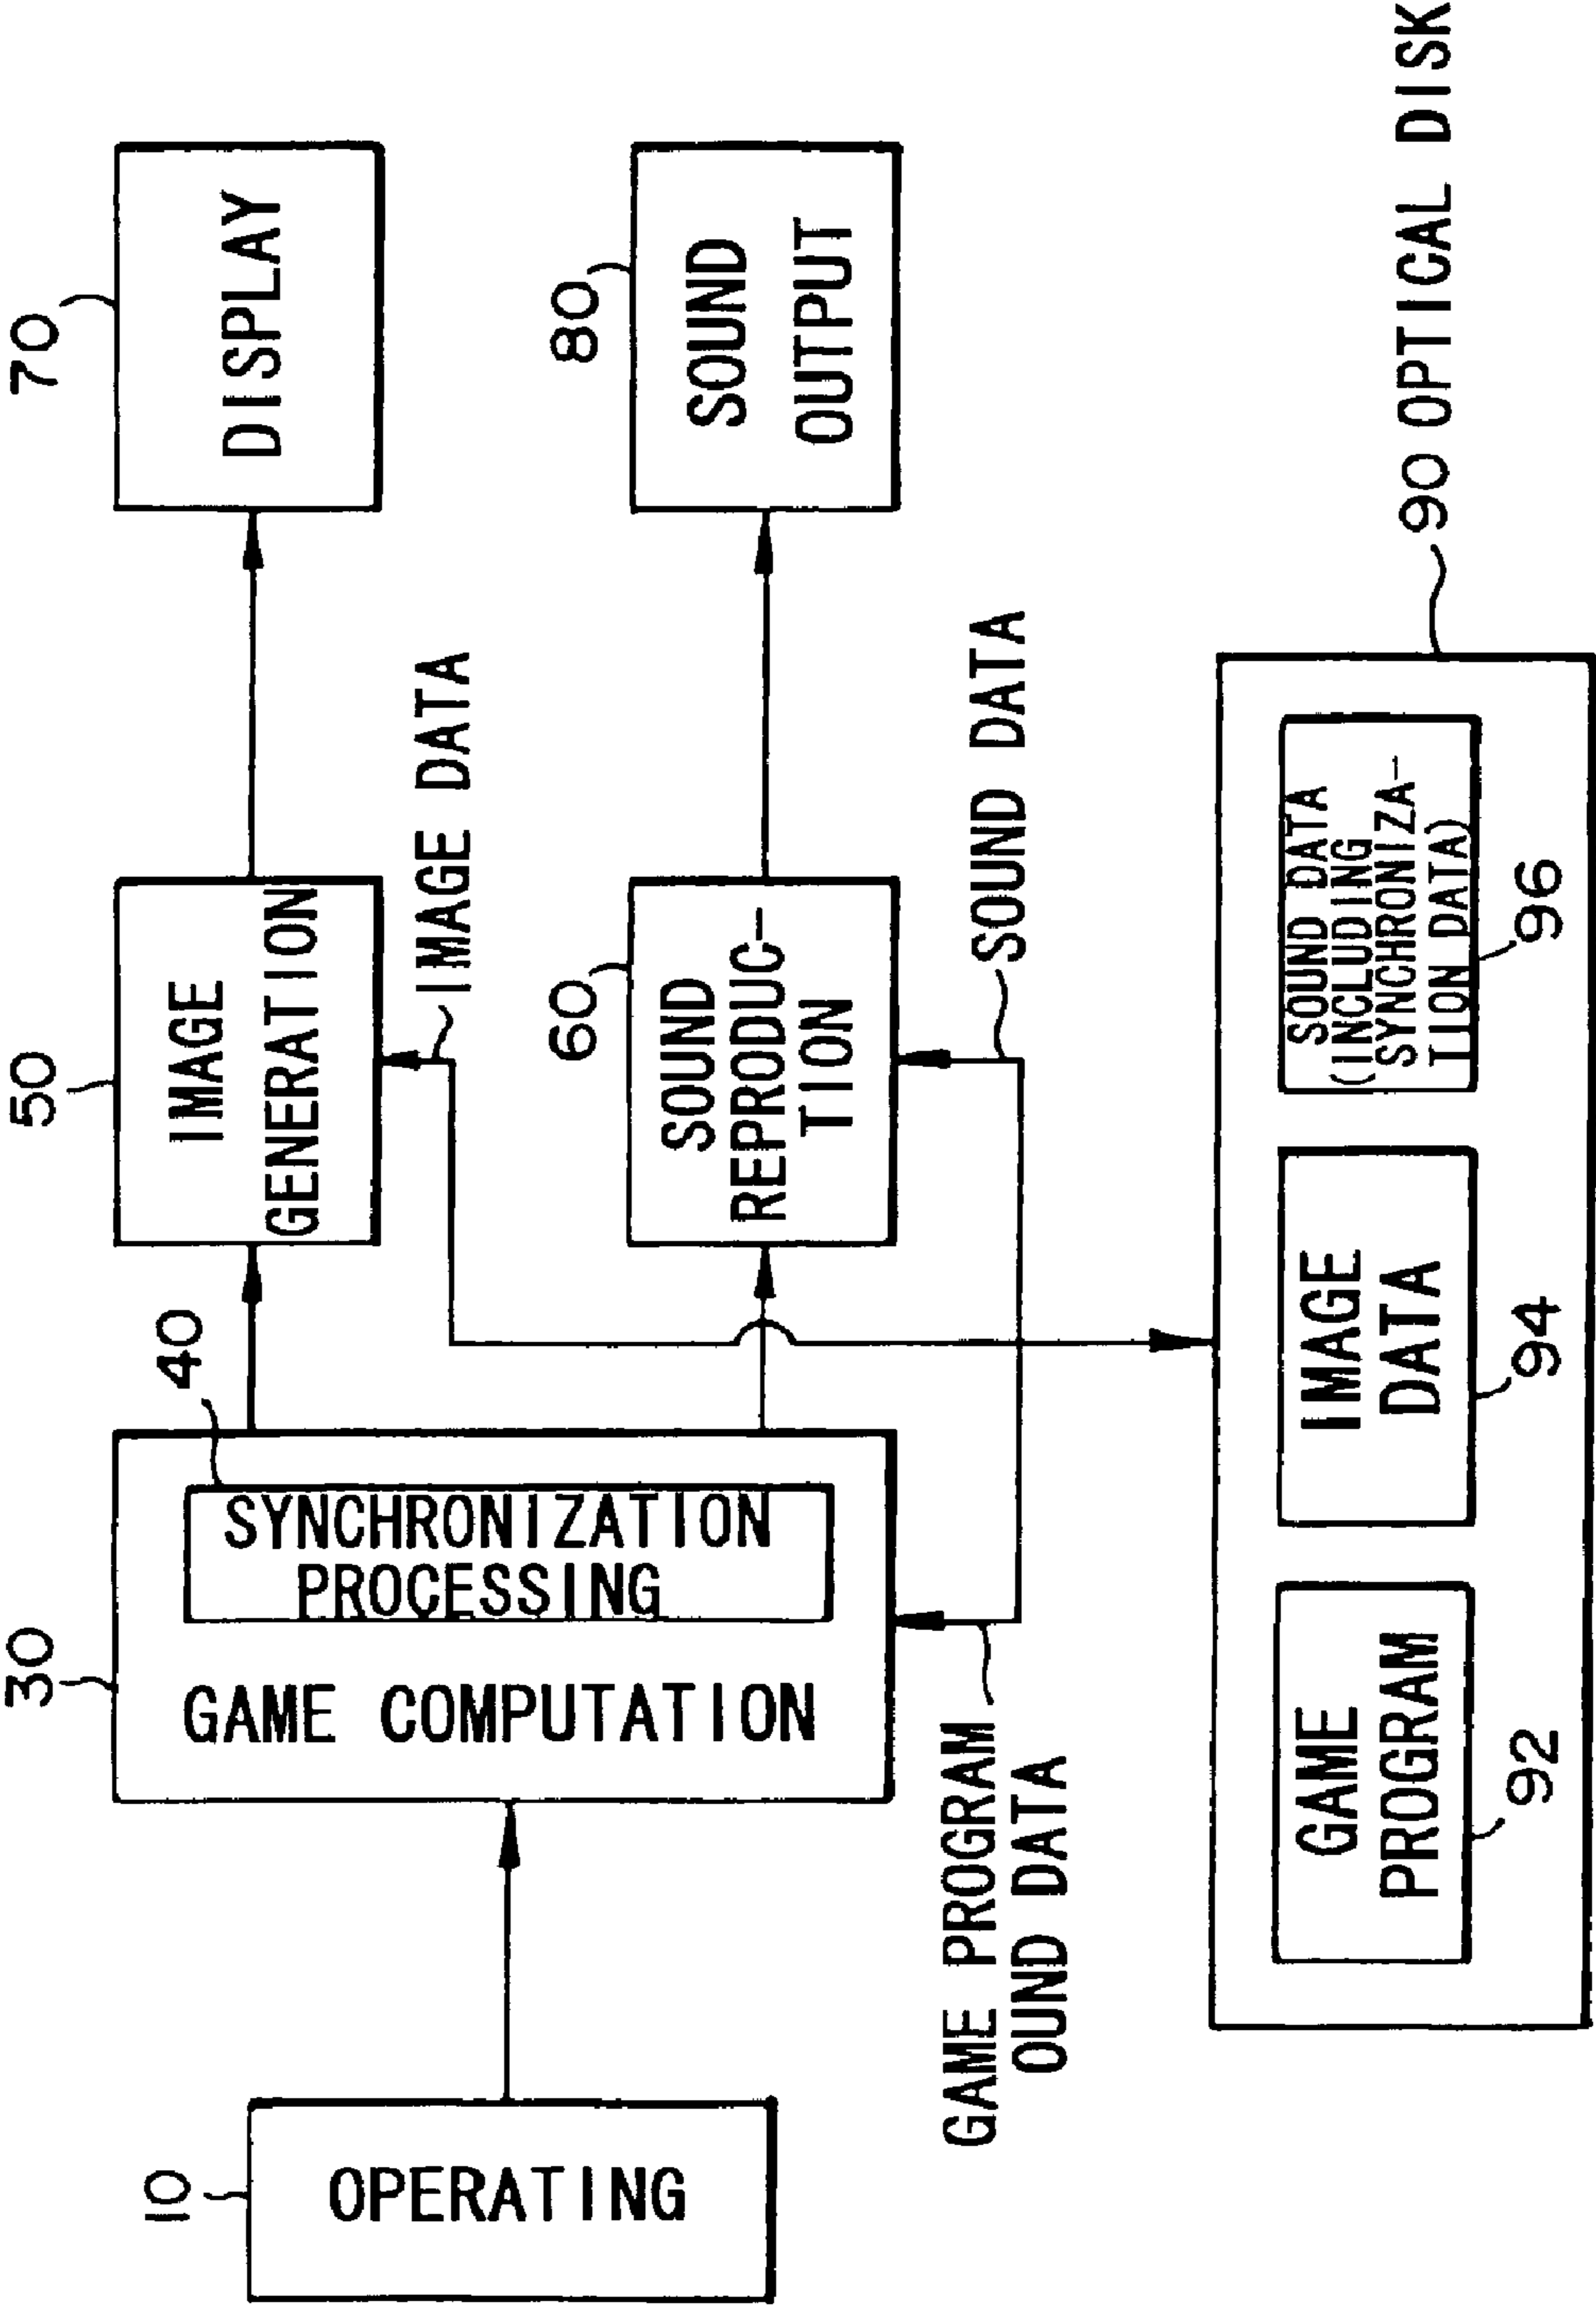 70
DISPLAY
80
SOUND
OUTPUT
50
IMAGE
GENERATION
IMAGE DATA
60
SOUND
REPRODUC-
TION
SOUND DATA
40
SYNCHRONIZATION
PROCESSING
30
GAME COMPUTATION
GAME PROGRAM
OUND DATA
10
OPERATING
90 OPTICAL DISK
GAME
PROGRAM
92
IMAGE
DATA
94
SOUND DATA
(INCLUDING
SYNCHRONIZA-
TION DATA)
96